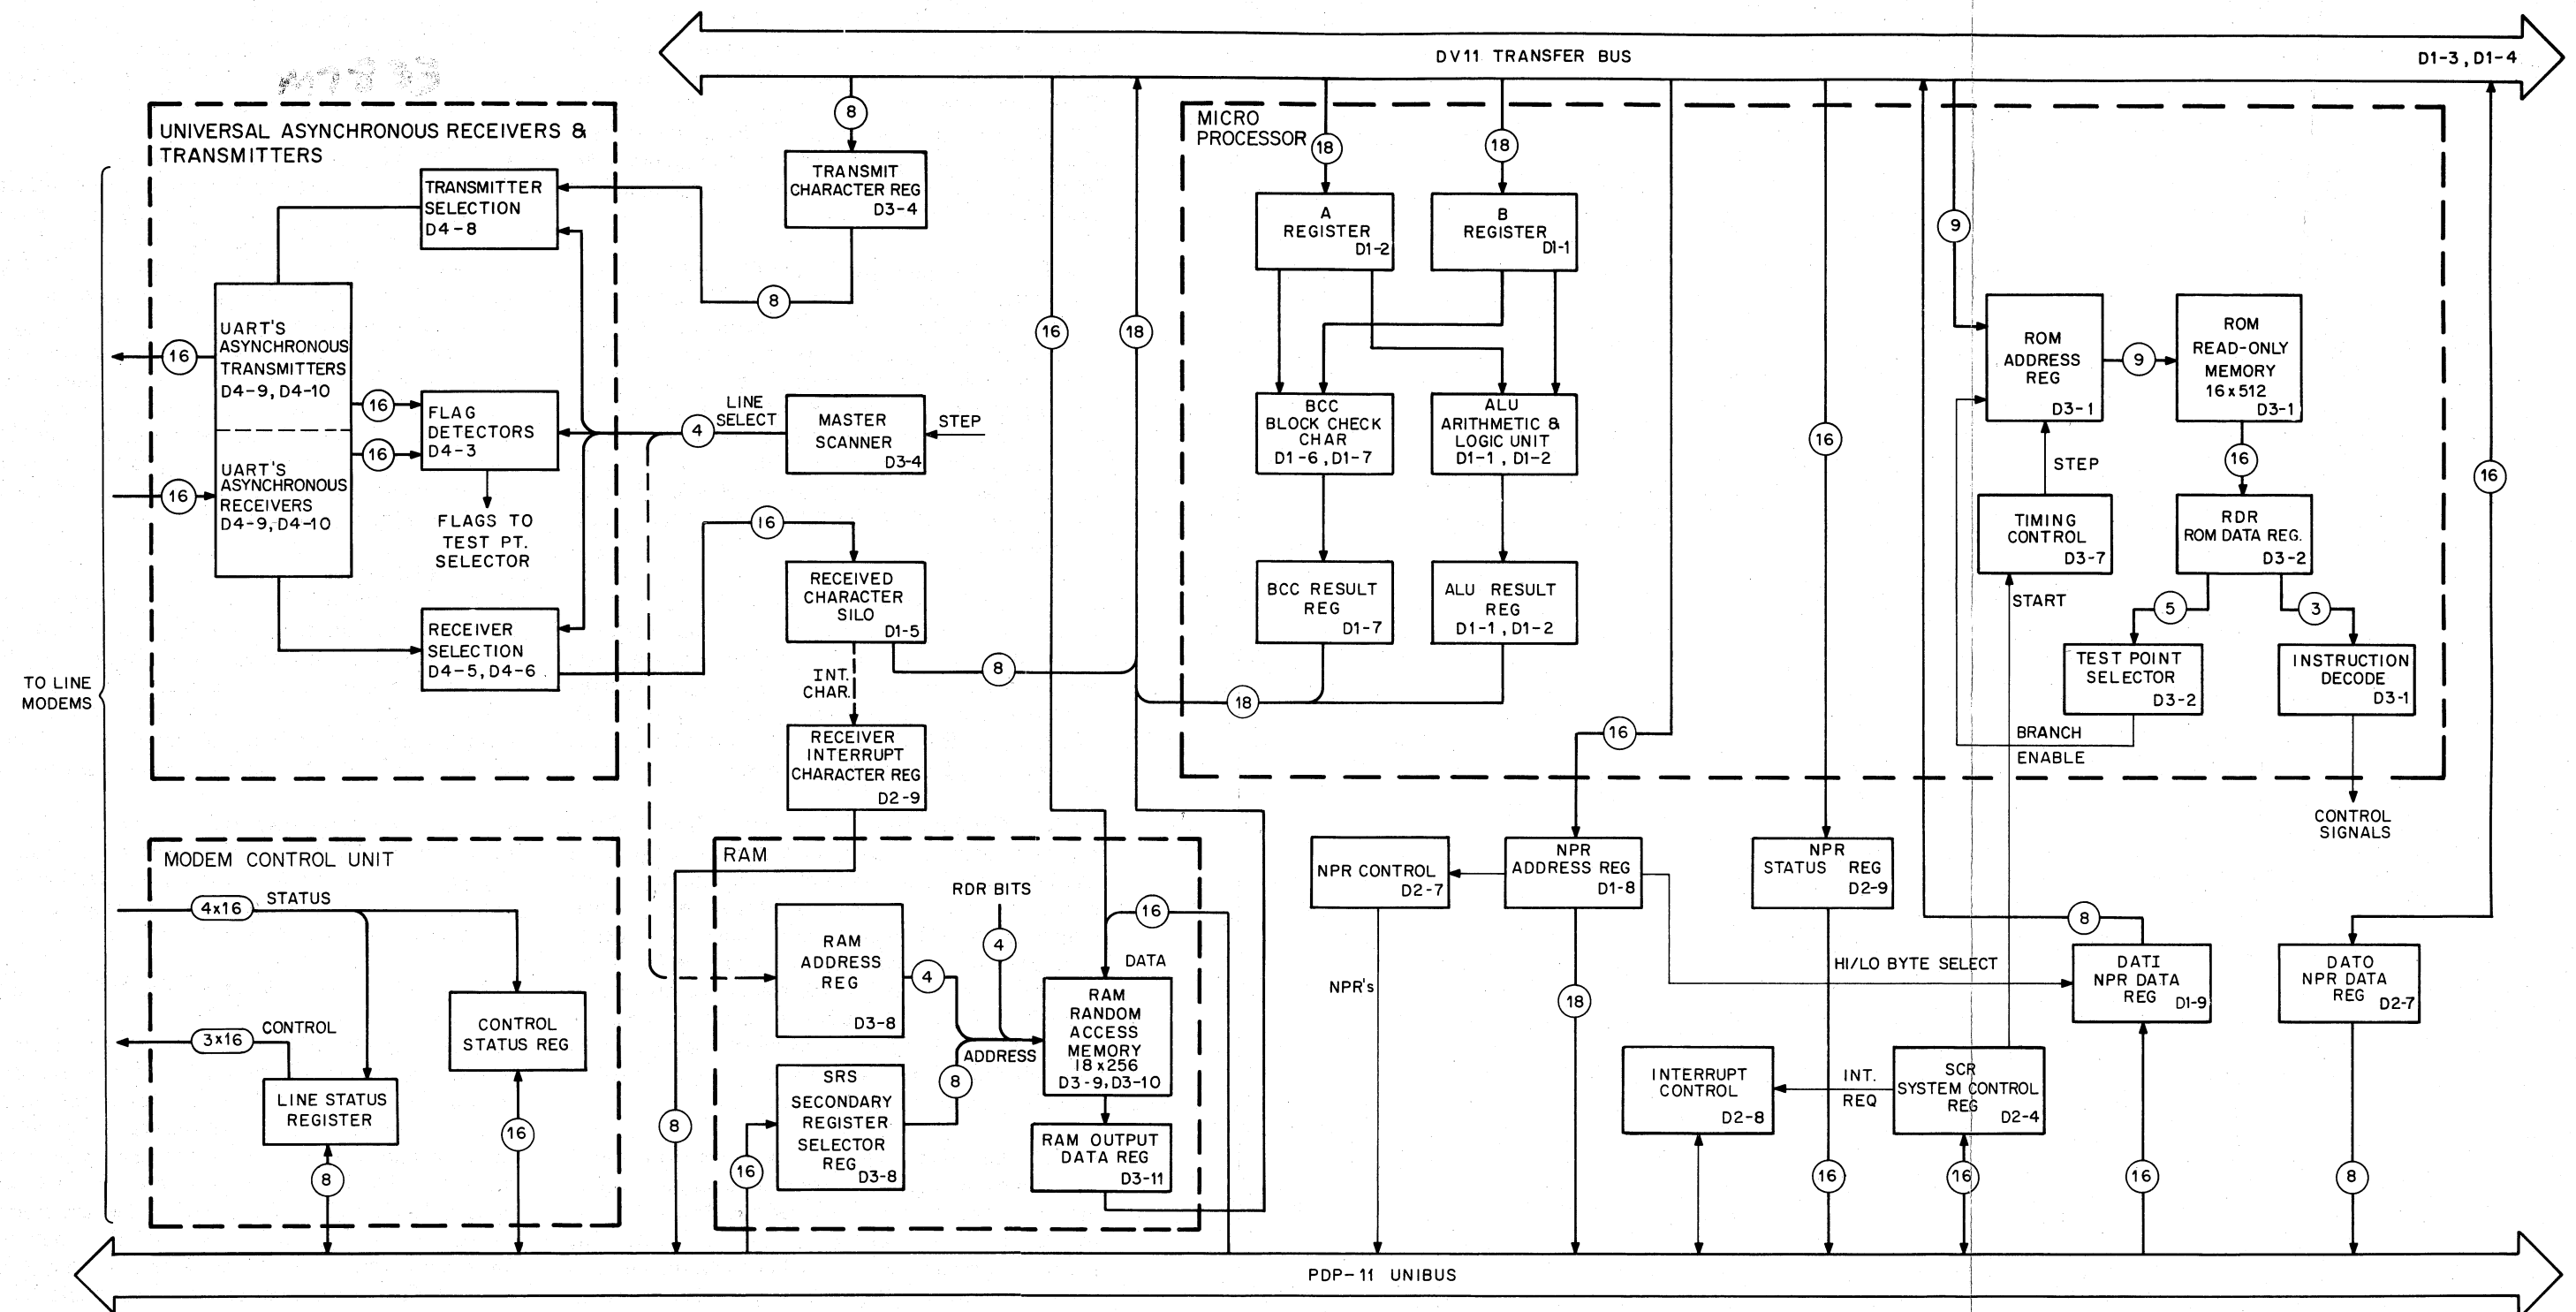 DV11 TRANSFER BUS
D1-3, D1-4
UNIVERSAL ASYNCHRONOUS RECEIVERS &
TRANSMITTERS
TRANSMITTER
SELECTION
D4-8
UART'S
ASYNCHRONOUS
TRANSMITTERS
D4-9, D4-10
UART'S
ASYNCHRONOUS
RECEIVERS
D4-9, D4-10
16
16
16
16
FLAG
DETECTORS
D4-3
FLAGS TO
TEST PT.
SELECTOR
RECEIVER
SELECTION
D4-5, D4-6
TO LINE
MODEMS
8
TRANSMIT
CHARACTER REG
D3-4
8
LINE
SELECT
4
MASTER
SCANNER
D3-4
STEP
16
RECEIVED
CHARACTER
SILO
D1-5
INT.
CHAR.
8
RECEIVER
INTERRUPT
CHARACTER REG
D2-9
16
18
MICRO
PROCESSOR
18
18
A
REGISTER
D1-2
B
REGISTER
D1-1
BCC
BLOCK CHECK
CHAR
D1-6, D1-7
ALU
ARITHMETIC &
LOGIC UNIT
D1-1, D1-2
BCC RESULT
REG
D1-7
ALU RESULT
REG
D1-1, D1-2
18
16
16
9
ROM
ADDRESS
REG
D3-1
9
ROM
READ-ONLY
MEMORY
16x512
D3-1
STEP
16
TIMING
CONTROL
D3-7
RDR
ROM DATA REG.
D3-2
START
5
3
TEST POINT
SELECTOR
D3-2
INSTRUCTION
DECODE
D3-1
BRANCH
ENABLE
CONTROL
SIGNALS
16
MODEM CONTROL UNIT
4x16
STATUS
3x16
CONTROL
CONTROL
STATUS REG
LINE STATUS
REGISTER
8
16
RAM
RAM
ADDRESS
REG
D3-8
4
RDR BITS
4
16
DATA
ADDRESS
8
SRS
SECONDARY
REGISTER
SELECTOR
REG
D3-8
RAM
RANDOM
ACCESS
MEMORY
18x256
D3-9, D3-10
RAM OUTPUT
DATA REG
D3-11
8
16
NPR CONTROL
D2-7
NPR
ADDRESS REG
D1-8
NPR
STATUS REG
D2-9
NPR's
18
HI/LO BYTE SELECT
8
DATI
NPR DATA
REG
D1-9
DATO
NPR DATA
REG
D2-7
INTERRUPT
CONTROL
D2-8
INT.
REQ
SCR
SYSTEM CONTROL
REG
D2-4
16
16
16
8
PDP-11 UNIBUS